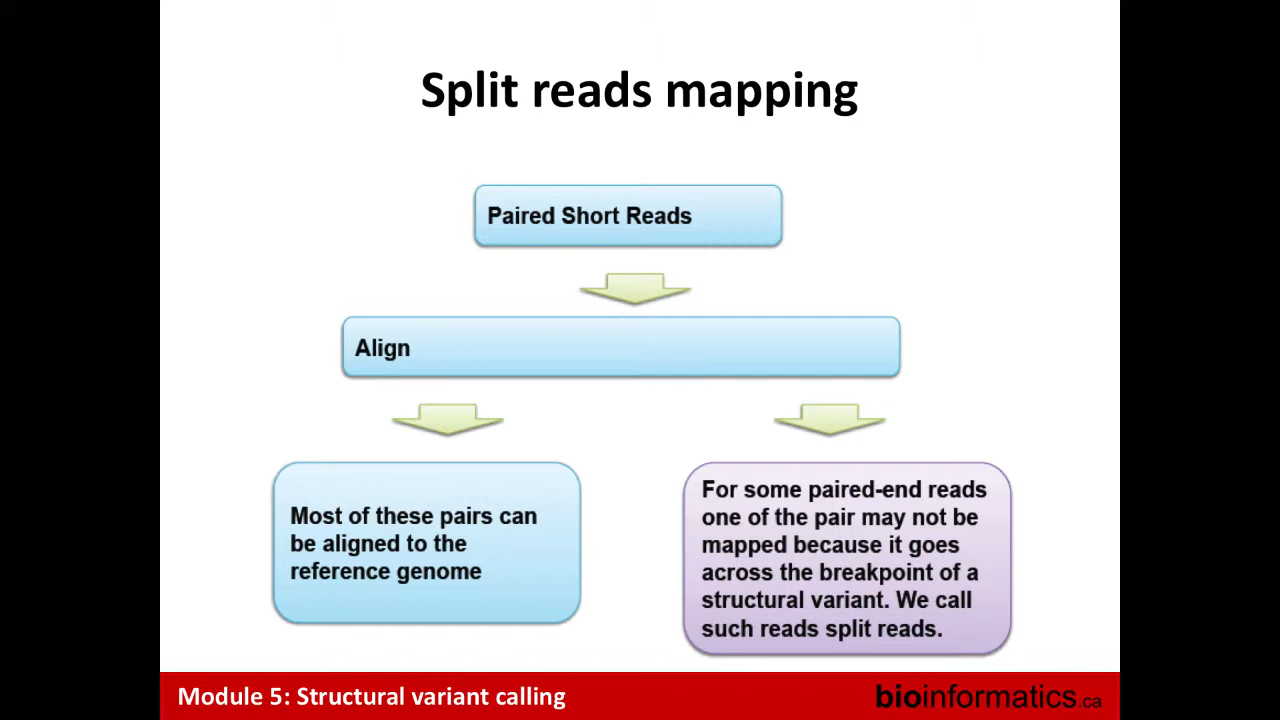 Split reads mapping
Paired Short Reads
Align
Most of these pairs can
be aligned to the
reference genome
For some paired-end reads
one of the pair may not be
mapped because it goes
across the breakpoint of a
structural variant. We call
such reads split reads.
Module 5: Structural variant calling
bioinformatics.ca